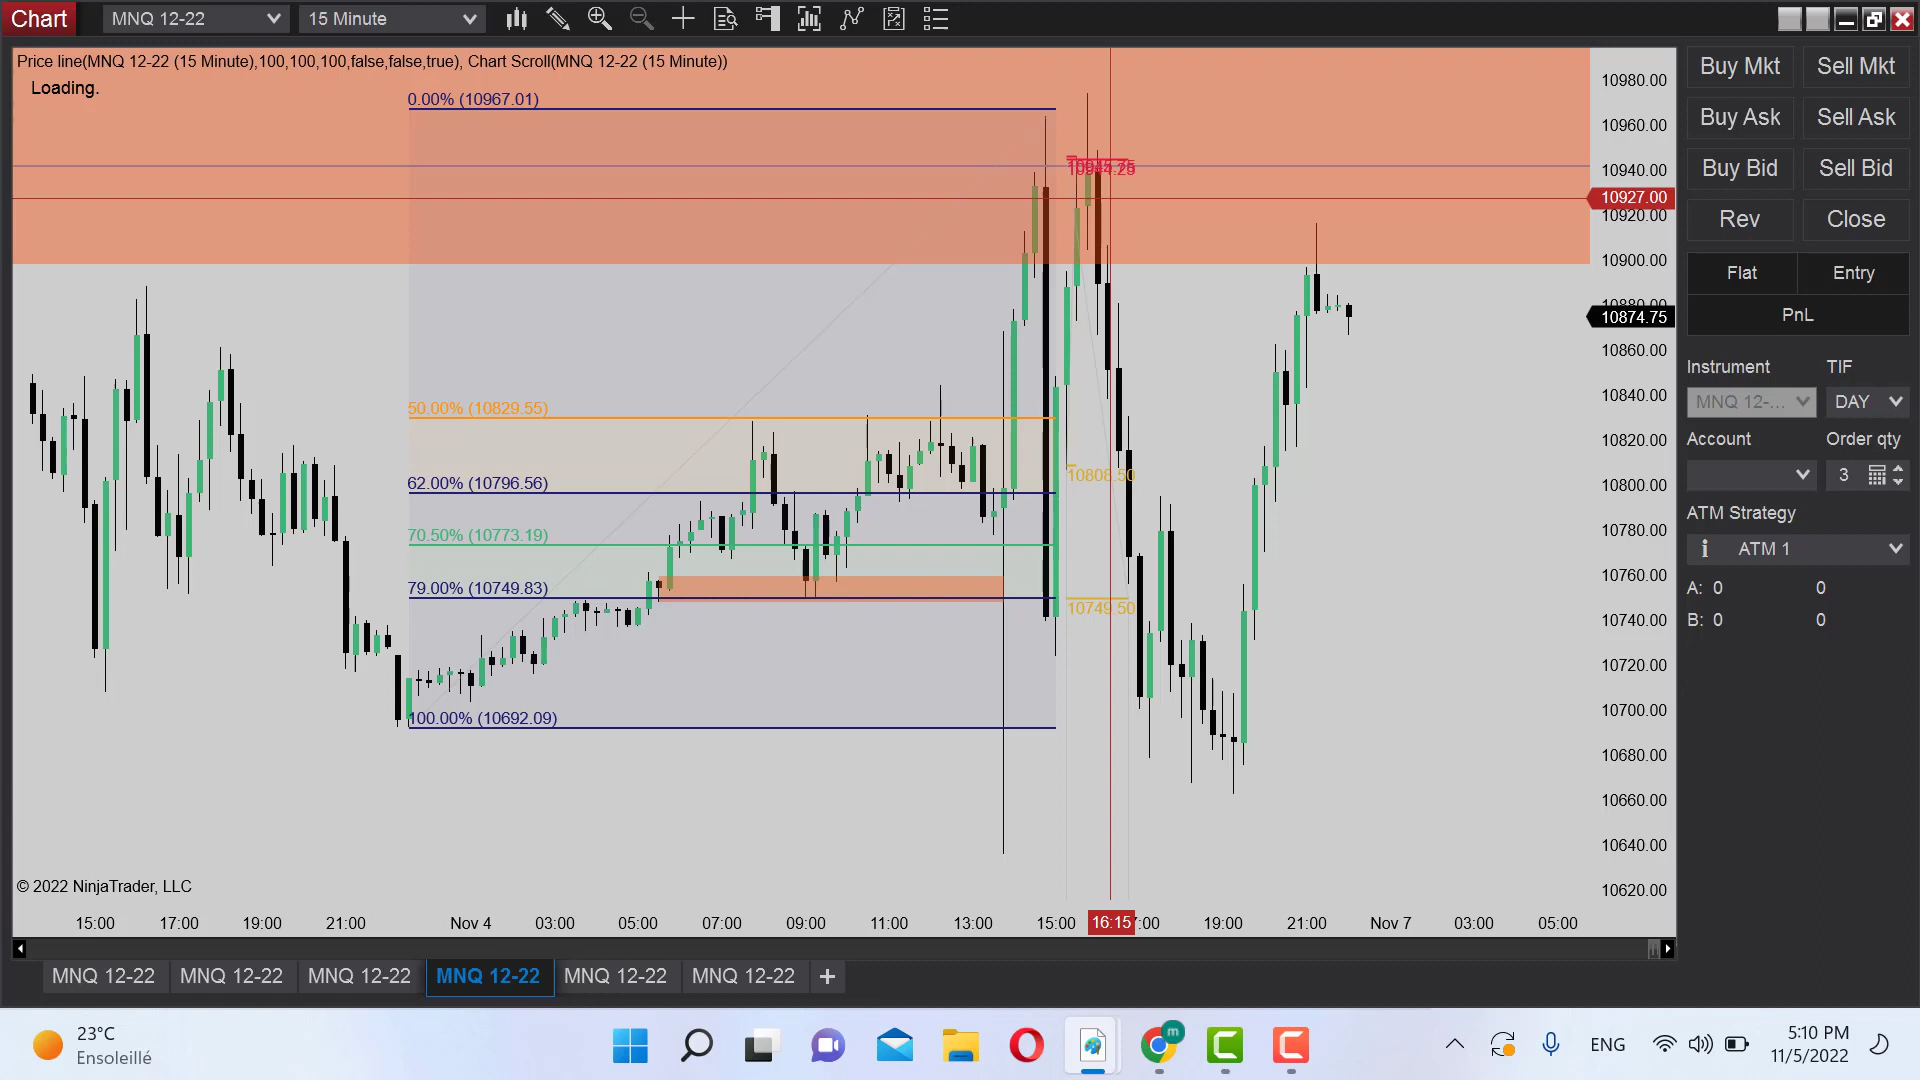 Chart
MNQ 12-22
15 Minute
Price line(MNQ 12-22 (15 Minute),100,100,100,false,false,true), Chart Scroll(MNQ 12-22 (15 Minute))
Loading.
0.00% (10967.01)
50.00% (10829.55)
62.00% (10796.56)
70.50% (10773.19)
79.00% (10749.83)
100.00% (10692.09)
10808.50
10749.50
10980.00
10960.00
10940.00
10927.00
10920.00
10900.00
10880.00
10874.75
10860.00
10840.00
10820.00
10800.00
10780.00
10760.00
10740.00
10720.00
10700.00
10680.00
10660.00
10640.00
10620.00
© 2022 NinjaTrader, LLC
15:00 17:00 19:00 21:00 Nov 4 03:00 05:00 07:00 09:00 11:00 13:00 15:00 16:15 :00 19:00 21:00 Nov 7 03:00 05:00
MNQ 12-22 MNQ 12-22 MNQ 12-22 MNQ 12-22 MNQ 12-22 MNQ 12-22 +
Buy Mkt Sell Mkt
Buy Ask Sell Ask
Buy Bid Sell Bid
Rev Close
Flat Entry
PnL
Instrument TIF
MNQ 12-... DAY
Account Order qty
3
ATM Strategy
i ATM 1
A: 0 0
B: 0 0
23°C
Ensoleillé
m
ENG
5:10 PM
11/5/2022